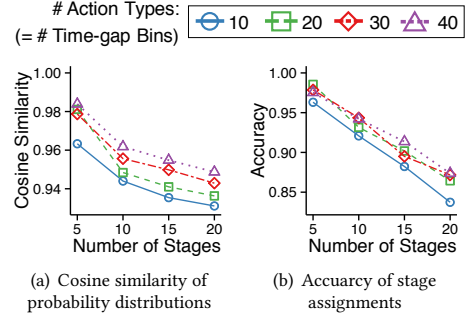 # Action Types:
(= # Time-gap Bins)
10 20 30 40
Cosine Similarity
1.00
0.98
0.96
0.94
5 10 15 20
Number of Stages
Accuracy
1.00
0.95
0.90
0.85
5 10 15 20
Number of Stages
(a) Cosine similarity of
probability distributions
(b) Accuarcy of stage
assignments